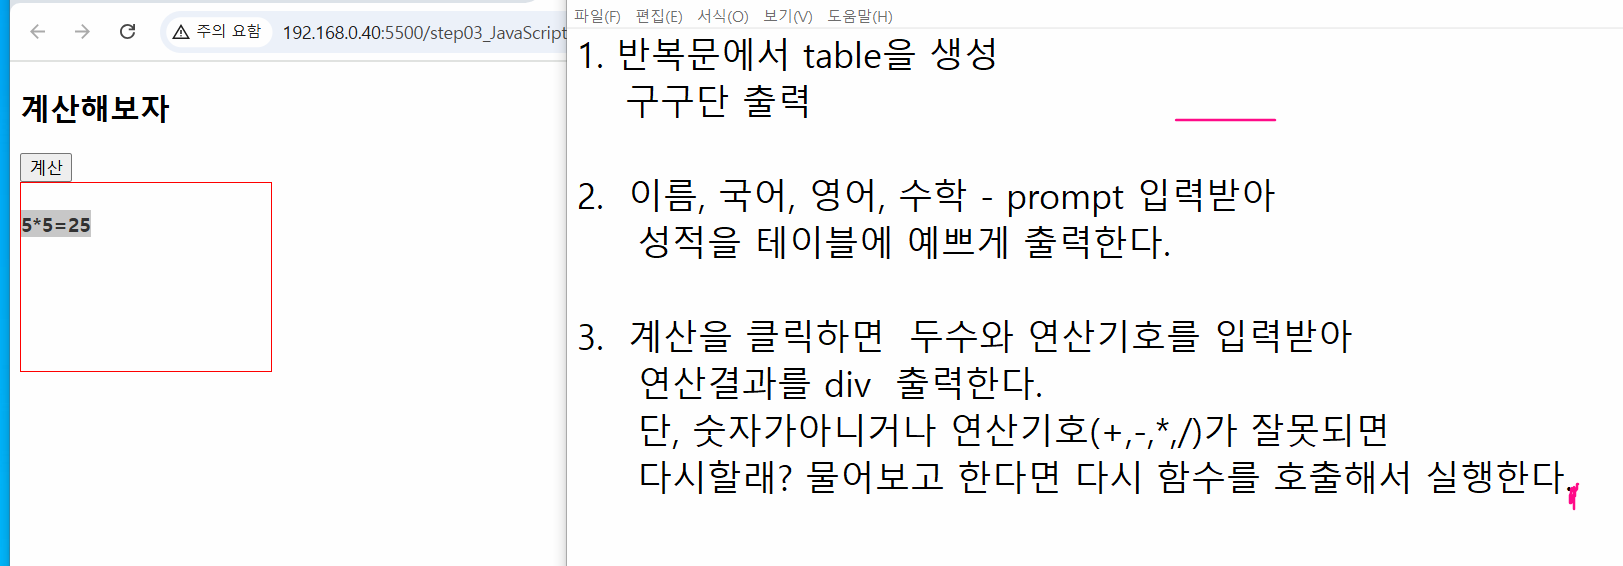 주의 요함
192.168.0.40:5500/step03_JavaScript
계산해보자
계산
5*5=25
파일(F) 편집(E) 서식(O) 보기(V) 도움말(H)
1. 반복문에서 table을 생성
구구단 출력
2. 이름, 국어, 영어, 수학 - prompt 입력받아
성적을 테이블에 예쁘게 출력한다.
3. 계산을 클릭하면 두수와 연산기호를 입력받아
연산결과를 div 출력한다.
단, 숫자가아니거나 연산기호(+,-,*,/)가 잘못되면
다시할래? 물어보고 한다면 다시 함수를 호출해서 실행한다.